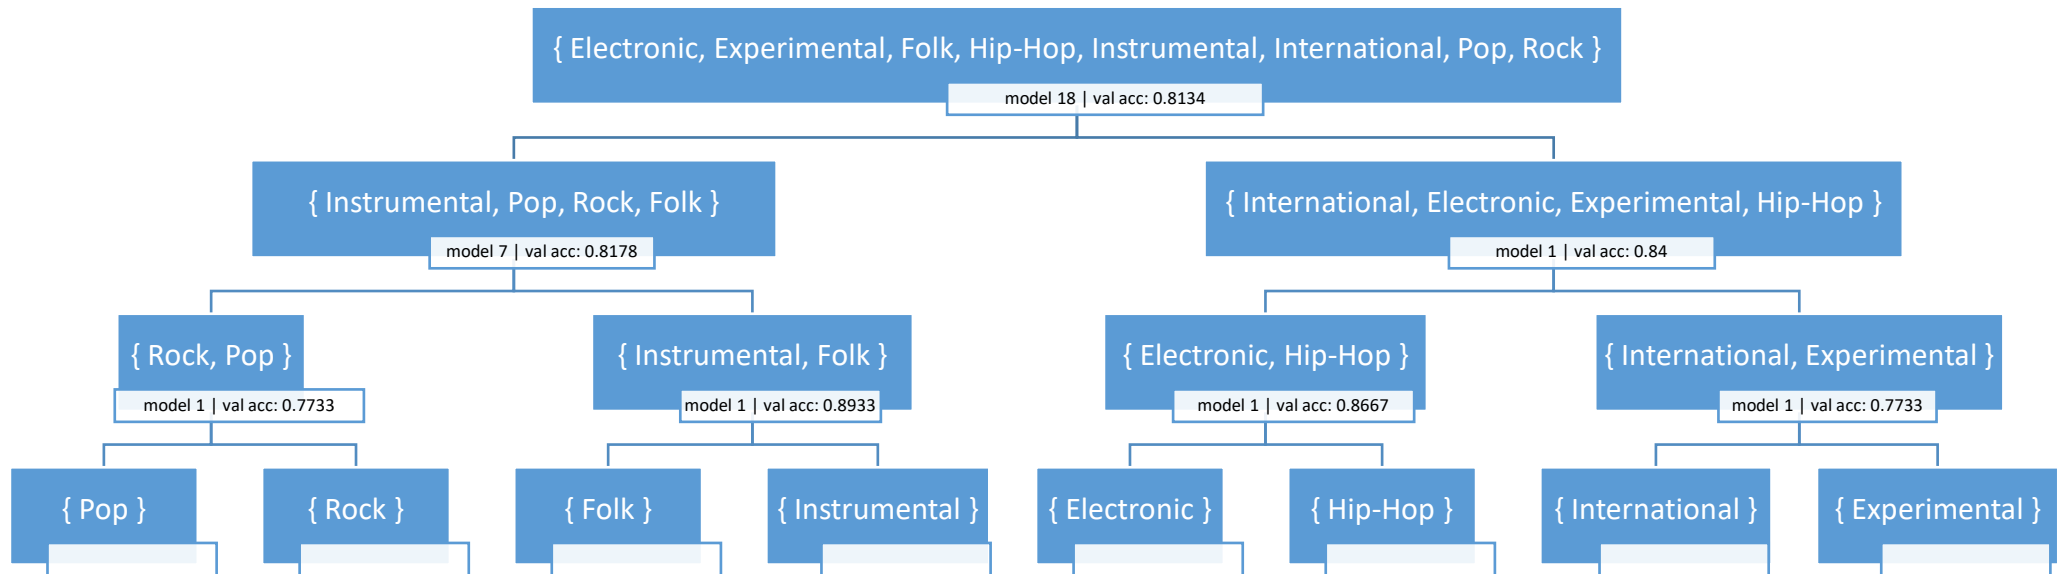 { Electronic, Experimental, Folk, Hip-Hop, Instrumental, International, Pop, Rock }
model 18 | val acc: 0.8134
{ Instrumental, Pop, Rock, Folk }
model 7 | val acc: 0.8178
{ International, Electronic, Experimental, Hip-Hop }
model 1 | val acc: 0.84
{ Rock, Pop }
model 1 | val acc: 0.7733
{ Instrumental, Folk }
model 1 | val acc: 0.8933
{ Electronic, Hip-Hop }
model 1 | val acc: 0.8667
{ International, Experimental }
model 1 | val acc: 0.7733
{ Pop }
{ Rock }
{ Folk }
{ Instrumental }
{ Electronic }
{ Hip-Hop }
{ International }
{ Experimental }